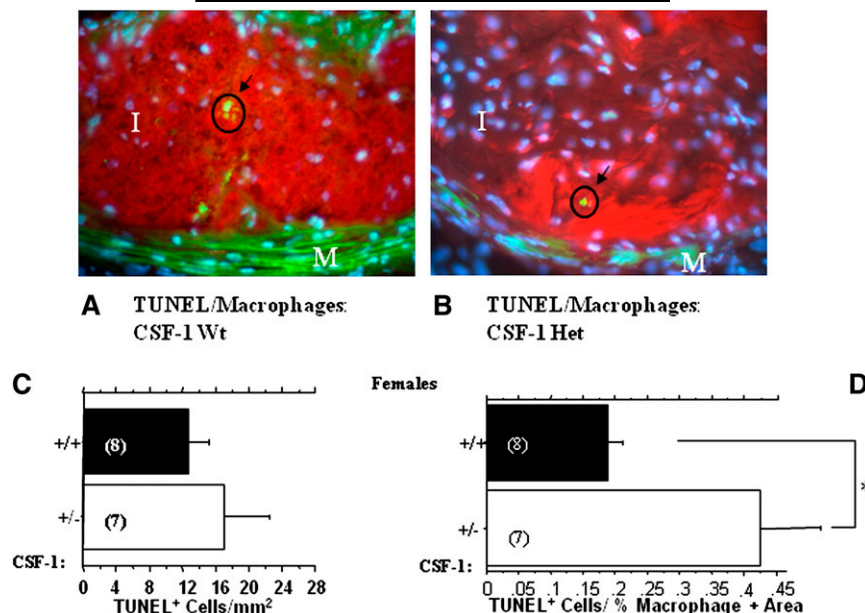 I
M
I
M
A TUNEL/Macrophages:
CSF-1 Wt
B TUNEL/Macrophages:
CSF-1 Het
C
Females
D
+/+
(8)
+/-
(7)
CSF-1:
0 4 8 12 16 20 24 28
TUNEL⁺ Cells/mm²
+/+
(8)
+/-
(7)
*
CSF-1:
0 .05 .1 .15 .2 .25 .3 .35 .4 .45
TUNEL⁺ Cells/ % Macrophage + Area